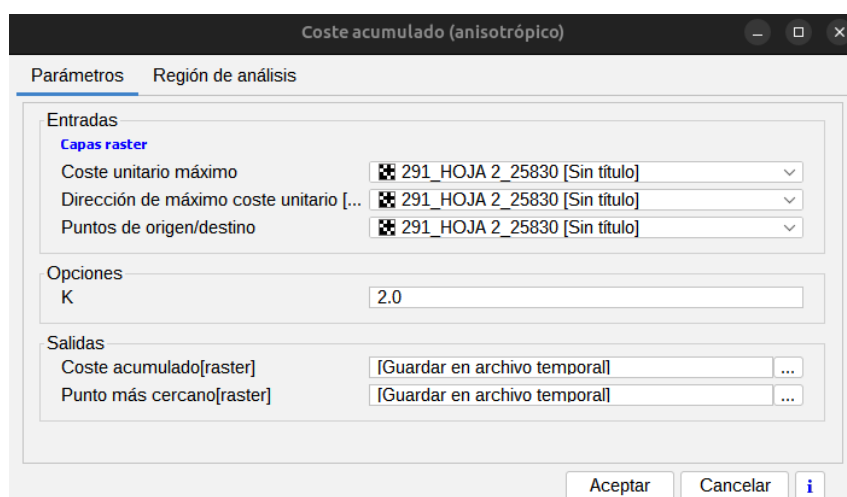 Coste acumulado (anisotrópico)
Parámetros Región de análisis
Entradas
Capas raster
Coste unitario máximo 291_HOJA 2_25830 [Sin título]
Dirección de máximo coste unitario [... 291_HOJA 2_25830 [Sin título]
Puntos de origen/destino 291_HOJA 2_25830 [Sin título]
Opciones
K 2.0
Salidas
Coste acumulado[raster] [Guardar en archivo temporal] ...
Punto más cercano[raster] [Guardar en archivo temporal] ...
Aceptar Cancelar i